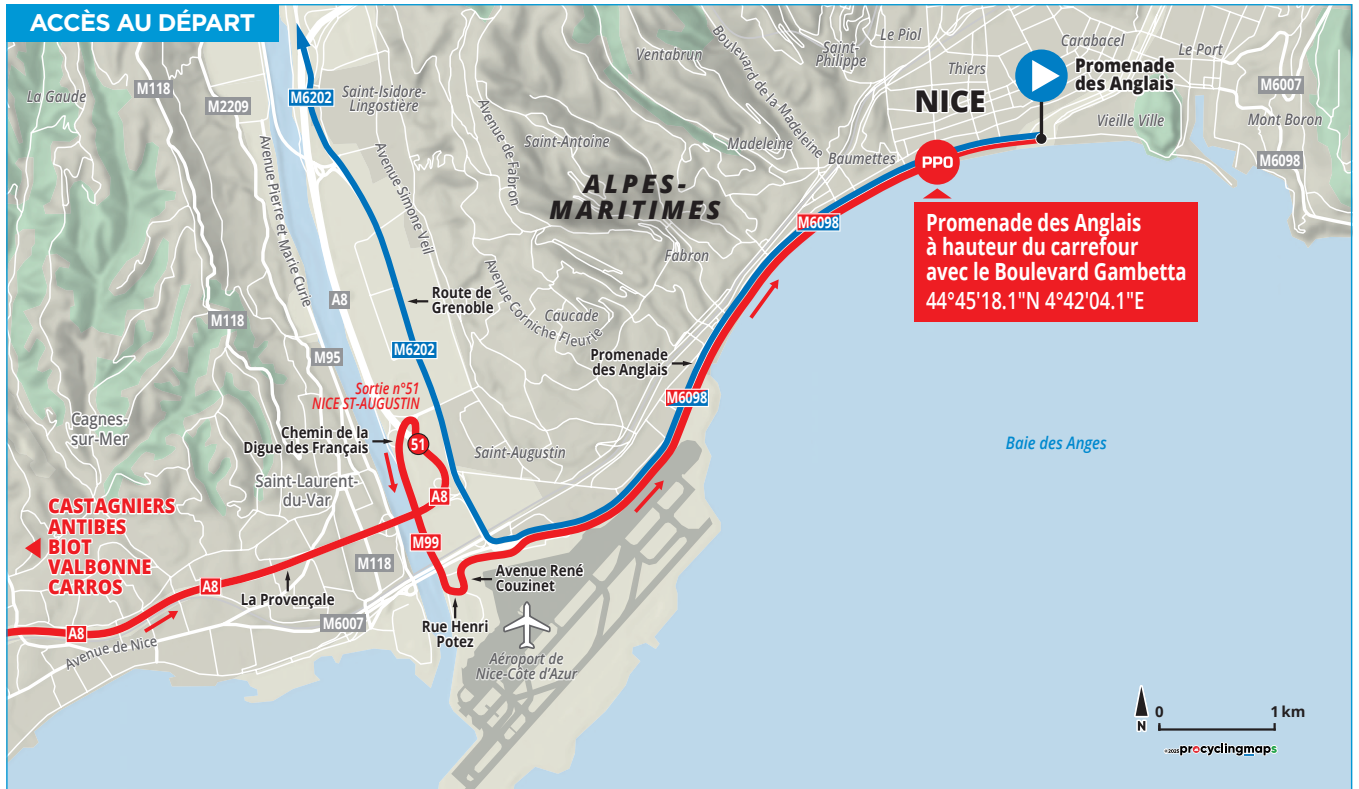 ACCÈS AU DÉPART
La Gaude
M118
M2209
M6202
Saint-Isidore-
Lingostière
Avenue Pierre et Marie Curie
Avenue Simone Veil
Avenue de Fabron
Saint-Antoine
Ventabrun
Boulevard de la Madeleine
Saint-
Philippe
Le Piol
Thiers
Carabacel
Le Port
Promenade
des Anglais
M6007
NICE
Madeleine
Baumettes
Vieille Ville
Mont Boron
M6098
PPO
ALPES-
MARITIMES
M6098
Promenade des Anglais
à hauteur du carrefour
avec le Boulevard Gambetta
44°45'18.1"N 4°42'04.1"E
Fabron
A8
Route de
Grenoble
Avenue Corniche Fleurie
Caucade
M118
M95
M6202
Promenade
des Anglais
M6098
Sortie n°51
NICE ST-AUGUSTIN
Cagnes-
sur-Mer
Chemin de la
Digue des Français
51
Saint-Augustin
Baie des Anges
Saint-Laurent-
du-Var
A8
CASTAGNIERS
ANTIBES
BIOT
VALBONNE
CARROS
M99
M118
A8
La Provençale
Avenue René
Couzinet
M6007
Rue Henri
Potez
A8
Avenue de Nice
Aéroport de
Nice-Côte d'Azur
N
0 1 km
©2025 procyclingmaps